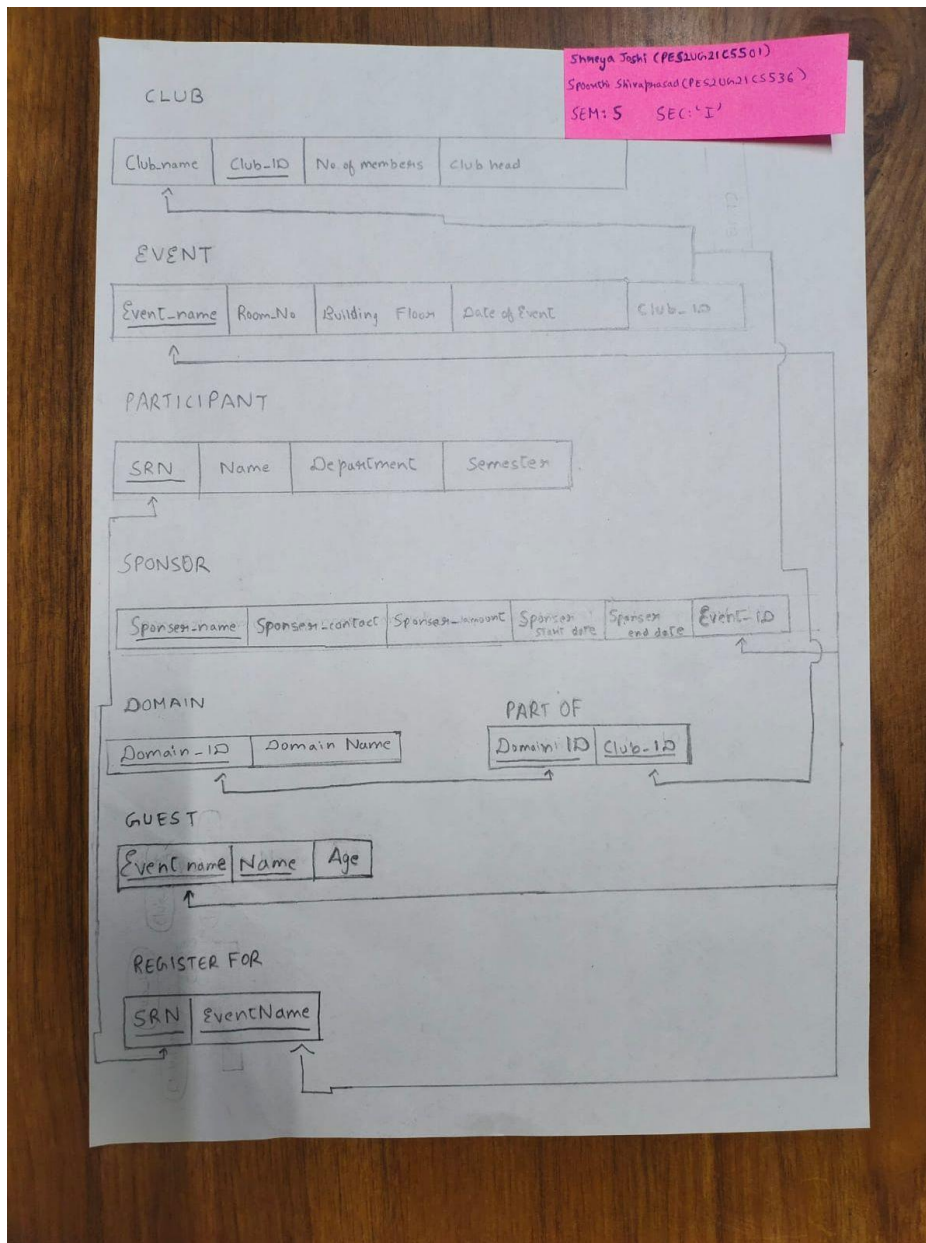 Shreya Joshi (PES2UG21CS501)
Spoorthi Shivaprasad (PES2UG21CS536)
SEM: 5 SEC: 'I'
CLUB
Club_name Club-ID No. of members Club head
EVENT
Event_name Room_No Building Floor Date of Event Club_ID
PARTICIPANT
SRN Name Department Semester
SPONSOR
Sponser_name Sponser_contact Sponser_amount Sponser start date Sponser end date Event_ID
DOMAIN
PART OF
Domain_ID Domain Name
Domain ID Club_ID
GUEST
Event name Name Age
REGISTER FOR
SRN EventName